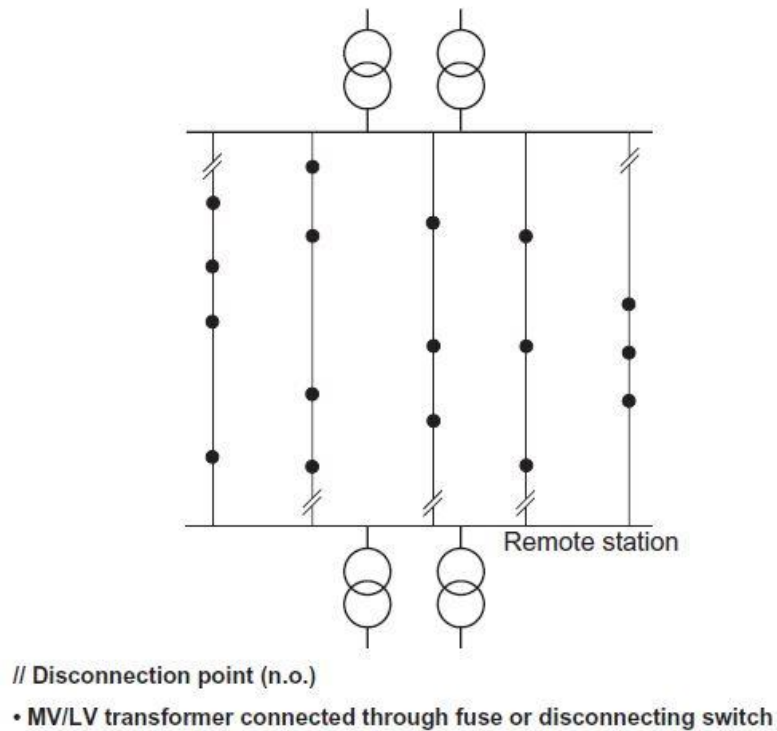 Remote station
// Disconnection point (n.o.)
• MV/LV transformer connected through fuse or disconnecting switch